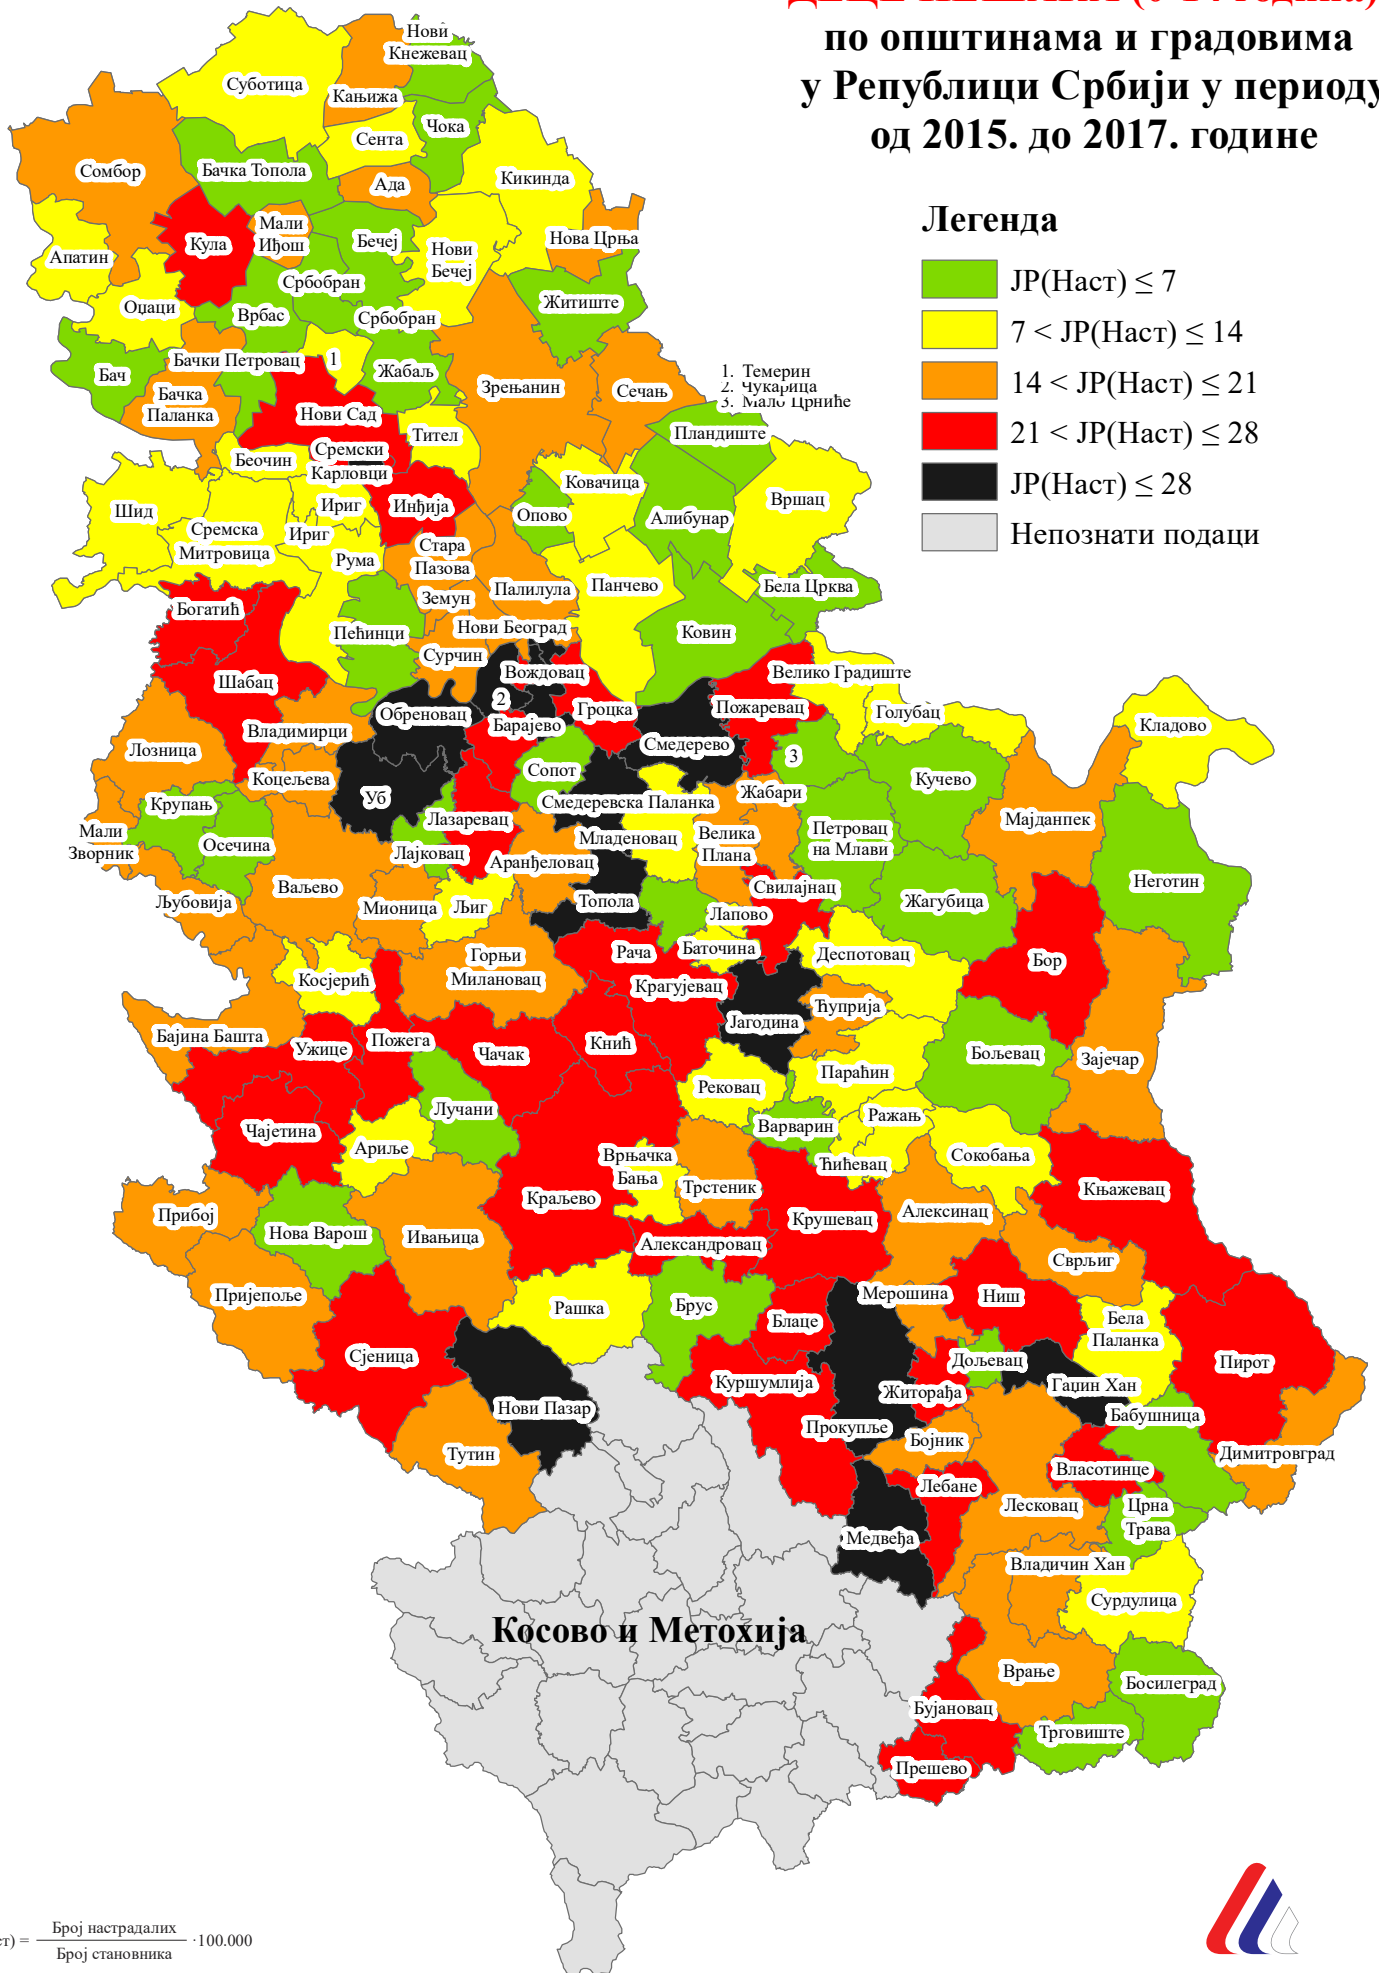 по општинама и градовима
у Републици Србији у периоду
од 2015. до 2017. године
Легенда
ЈР(Наст) ≤ 7
7 < ЈР(Наст) ≤ 14
14 < ЈР(Наст) ≤ 21
21 < ЈР(Наст) ≤ 28
ЈР(Наст) ≤ 28
Непознати подаци
1. Темерин
2. Чукарица
3. Мало Црниће
Нови
Кнежевац
Суботица
Кањижа
Чока
Сента
Сомбор
Бачка Топола
Ада
Кикинда
Мали
Иђош
Кула
Бечеј
Нови
Бечеј
Нова Црња
Апатин
Србобран
Оџаци
Врбас
Србобран
Житиште
Бачки Петровац
1
Бач
Жабаљ
Зрењанин
Сечањ
Бачка
Паланка
Нови Сад
Тител
Пландиште
Беочин
Сремски
Карловци
Ковачица
Вршац
Шид
Ириг
Инђија
Опово
Алибунар
Сремска
Митровица
Ириг
Рума
Стара
Пазова
Панчево
Бела Црква
Земун
Палилула
Богатић
Пећинци
Нови Београд
Ковин
Сурчин
Вождовац
Велико Градиште
Шабац
2
Обреновац
Барајево
Гроцка
Пожаревац
Голубац
Кладово
Владимирци
Лозница
Смедерево
3
Коцељева
Сопот
Кучево
Уб
Смедеревска Паланка
Жабари
Крупањ
Лазаревац
Мајданпек
Мали
Зворник
Осечина
Младеновац
Велика
Плана
Петровац
на Млави
Лајковац
Аранђеловац
Ваљево
Свилајнац
Неготин
Љубовија
Мионица
Љиг
Топола
Лапово
Жагубица
Рача
Баточина
Деспотовац
Горњи
Милановац
Бор
Косјерић
Крагујевац
Ћуприја
Јагодина
Бајина Башта
Ужице
Пожега
Чачак
Кнић
Бољевац
Зајечар
Параћин
Рековац
Лучани
Ражањ
Варварин
Чајетина
Ариље
Врњачка
Бања
Ћићевац
Сокобања
Трстеник
Књажевац
Краљево
Прибој
Нова Варош
Ивањица
Крушевац
Алексинац
Александровац
Сврљиг
Пријепоље
Рашка
Брус
Блаце
Мерошина
Ниш
Бела
Паланка
Сјеница
Дољевац
Пирот
Куршумлија
Житорађа
Гаџин Хан
Нови Пазар
Прокупље
Бабушница
Бојник
Тутин
Димитровград
Лебане
Власотинце
Лесковац
Црна
Трава
Медвеђа
Владичин Хан
Сурдулица
Косово и Метохија
Врање
Босилеград
Бујановац
Трговиште
Прешево
Број настрадалих
ст) = ·100.000
Број становника